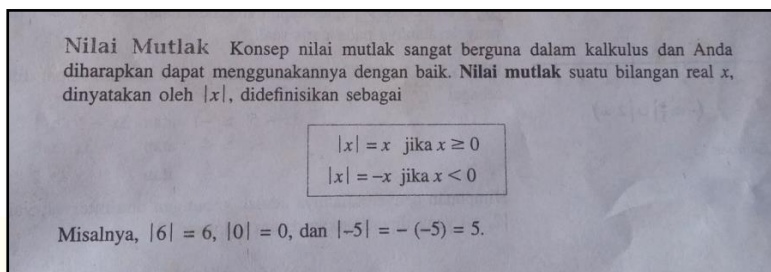 Nilai Mutlak Konsep nilai mutlak sangat berguna dalam kalkulus dan Anda
diharapkan dapat menggunakannya dengan baik. Nilai mutlak suatu bilangan real x,
dinyatakan oleh |x|, didefinisikan sebagai
|x| = x jika x ≥ 0
|x| = –x jika x < 0
Misalnya, |6| = 6, |0| = 0, dan |–5| = – (–5) = 5.